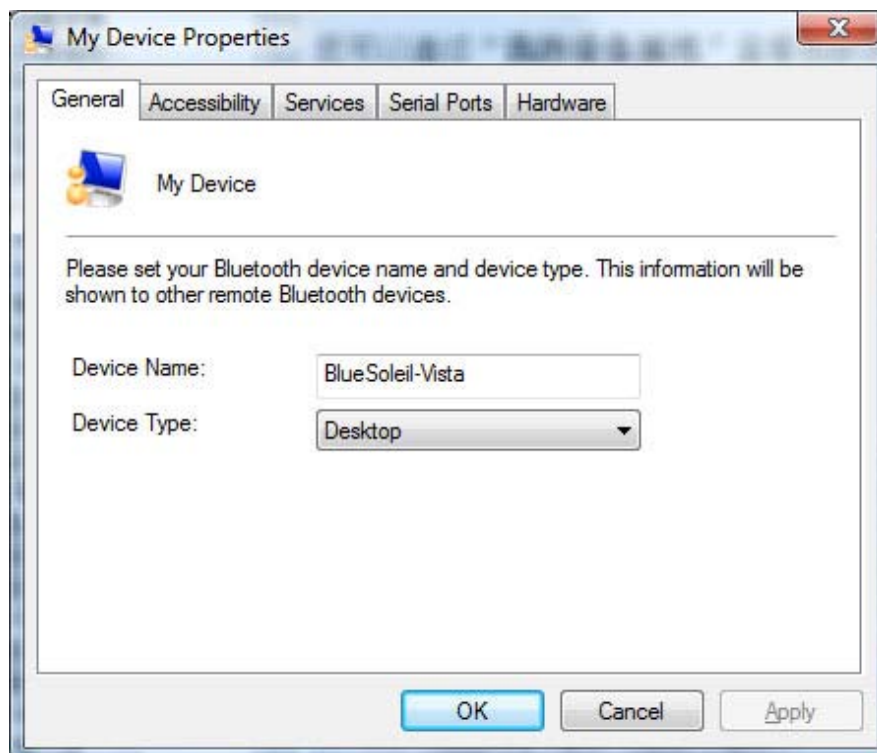 My Device Properties
General Accessibility Services Serial Ports Hardware
My Device
Please set your Bluetooth device name and device type. This information will be
shown to other remote Bluetooth devices.
Device Name: BlueSoleil-Vista
Device Type: Desktop
OK Cancel Apply